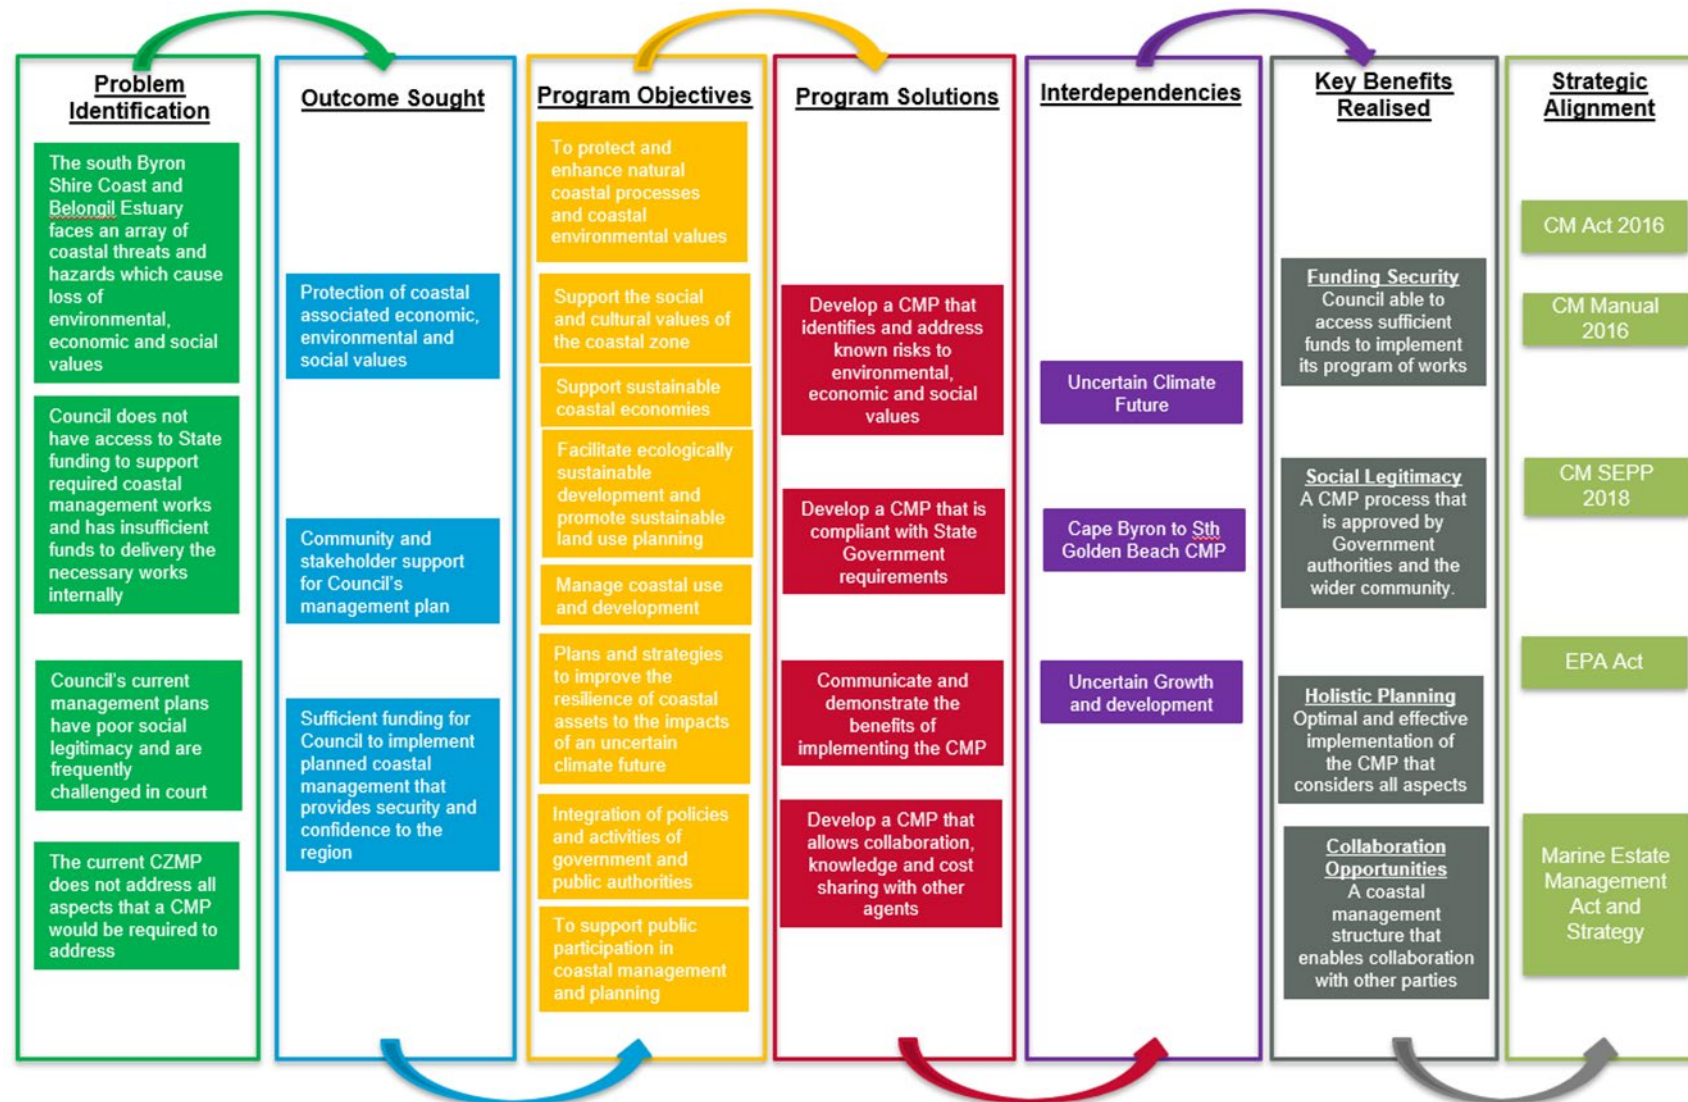 Problem
Identification
The south Byron
Shire Coast and
Belongil Estuary
faces an array of
coastal threats and
hazards which cause
loss of
environmental,
economic and social
values
Council does not
have access to State
funding to support
required coastal
management works
and has insufficient
funds to delivery the
necessary works
internally
Council's current
management plans
have poor social
legitimacy and are
frequently
challenged in court
The current CZMP
does not address all
aspects that a CMP
would be required to
address
Outcome Sought
Protection of coastal
associated economic,
environmental and
social values
Community and
stakeholder support
for Council's
management plan
Sufficient funding for
Council to implement
planned coastal
management that
provides security and
confidence to the
region
Program Objectives
To protect and
enhance natural
coastal processes
and coastal
environmental values
Support the social
and cultural values of
the coastal zone
Support sustainable
coastal economies
Facilitate ecologically
sustainable
development and
promote sustainable
land use planning
Manage coastal use
and development
Plans and strategies
to improve the
resilience of coastal
assets to the impacts
of an uncertain
climate future
Integration of policies
and activities of
government and
public authorities
To support public
participation in
coastal management
and planning
Program Solutions
Develop a CMP that
identifies and address
known risks to
environmental,
economic and social
values
Develop a CMP that is
compliant with State
Government
requirements
Communicate and
demonstrate the
benefits of
implementing the CMP
Develop a CMP that
allows collaboration,
knowledge and cost
sharing with other
agents
Interdependencies
Uncertain Climate
Future
Cape Byron to Sth
Golden Beach CMP
Uncertain Growth
and development
Key Benefits
Realised
Funding Security
Council able to
access sufficient
funds to implement
its program of works
Social Legitimacy
A CMP process that
is approved by
Government
authorities and the
wider community.
Holistic Planning
Optimal and effective
implementation of
the CMP that
considers all aspects
Collaboration
Opportunities
A coastal
management
structure that
enables collaboration
with other parties
Strategic
Alignment
CM Act 2016
CM Manual
2016
CM SEPP
2018
EPA Act
Marine Estate
Management
Act and
Strategy